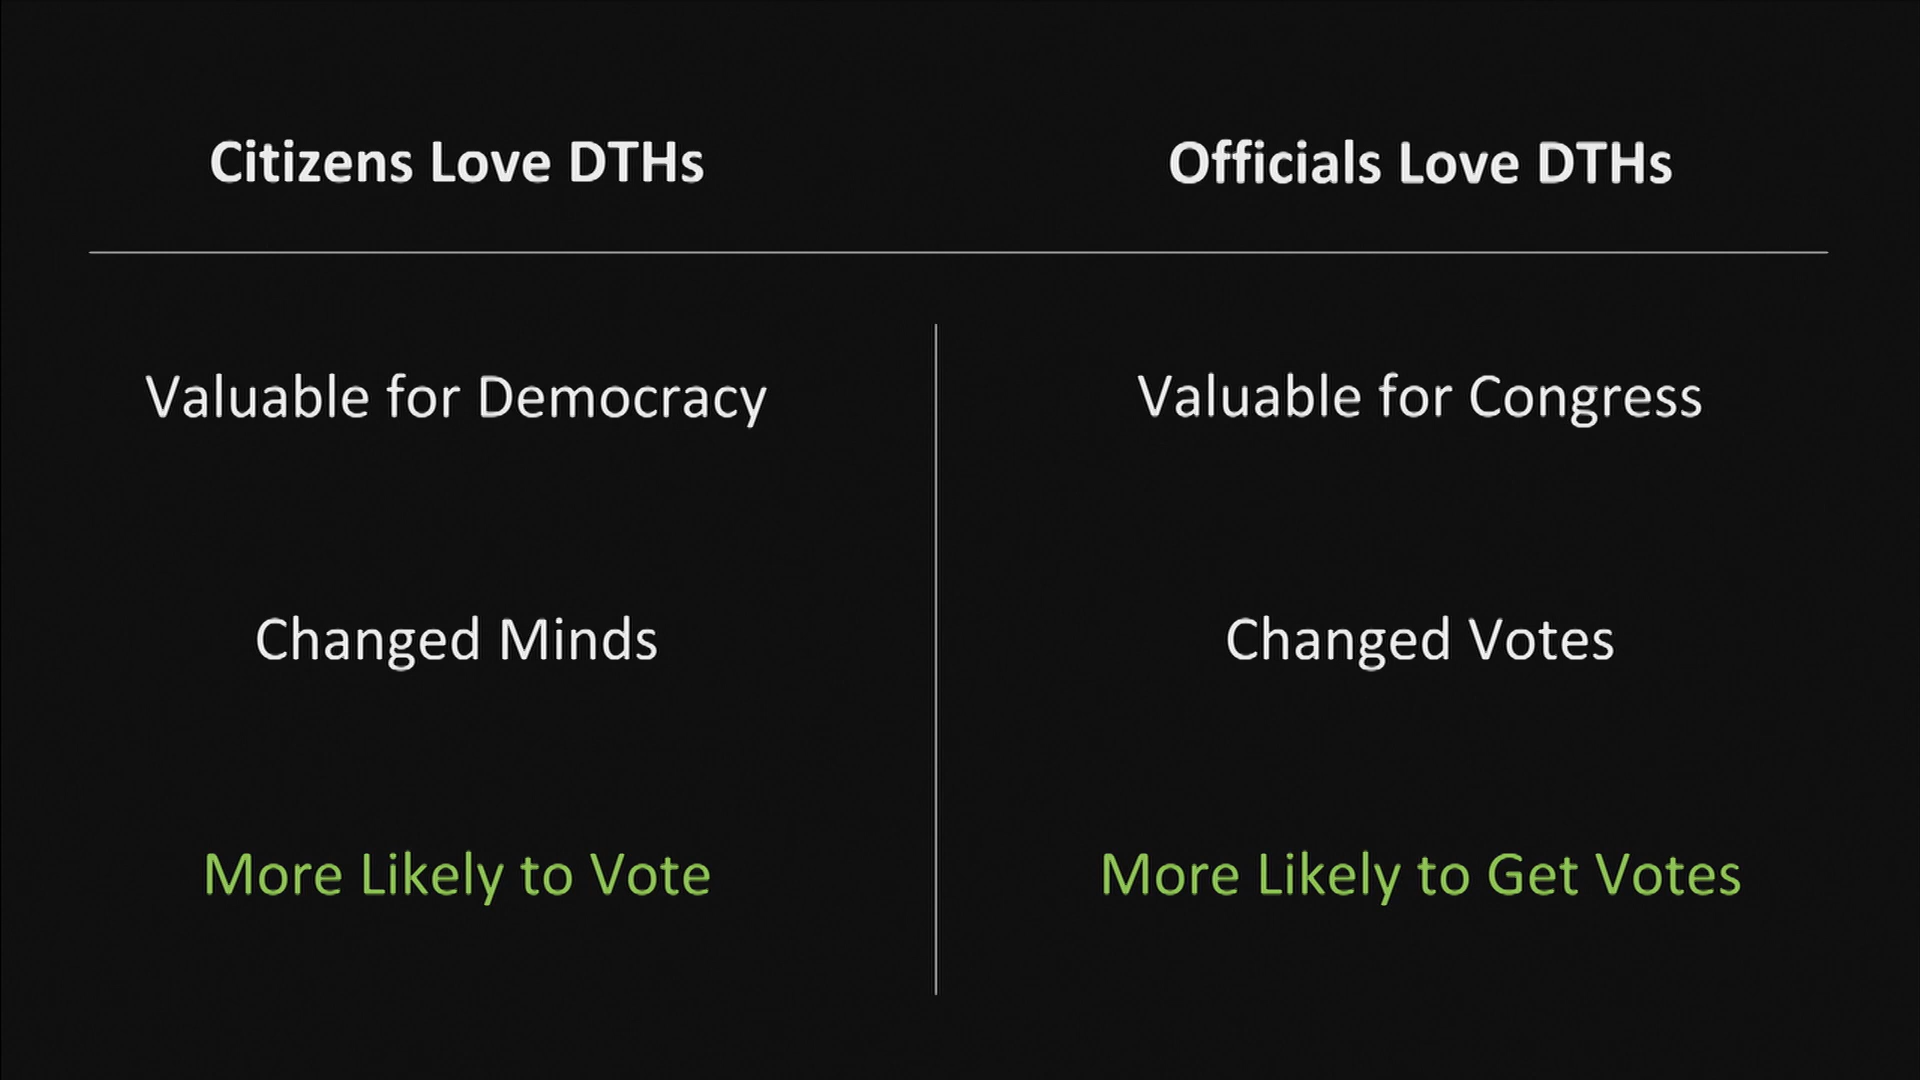 Citizens Love DTHs
Officials Love DTHs
Valuable for Democracy
Valuable for Congress
Changed Minds
Changed Votes
More Likely to Vote
More Likely to Get Votes